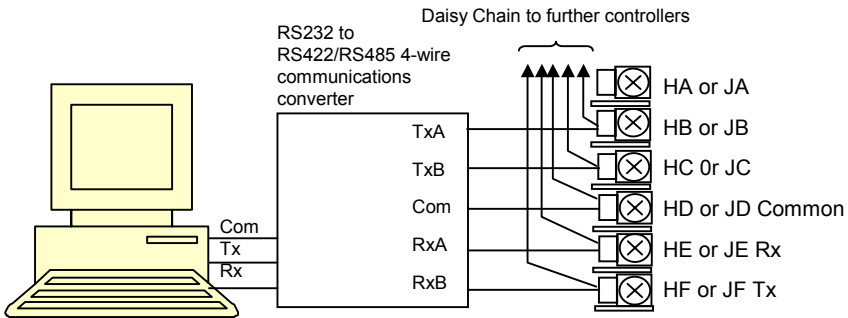 Daisy Chain to further controllers
RS232 to
RS422/RS485 4-wire
communications
converter
HA or JA
TxA
HB or JB
TxB
HC 0r JC
Com
HD or JD Common
RxA
HE or JE Rx
RxB
HF or JF Tx
Com
Tx
Rx